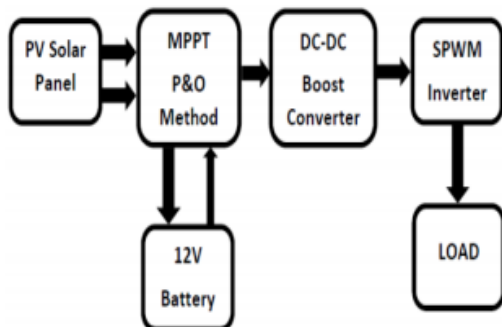 PV Solar
Panel
MPPT
P&O
Method
DC-DC
Boost
Converter
SPWM
Inverter
12V
Battery
LOAD